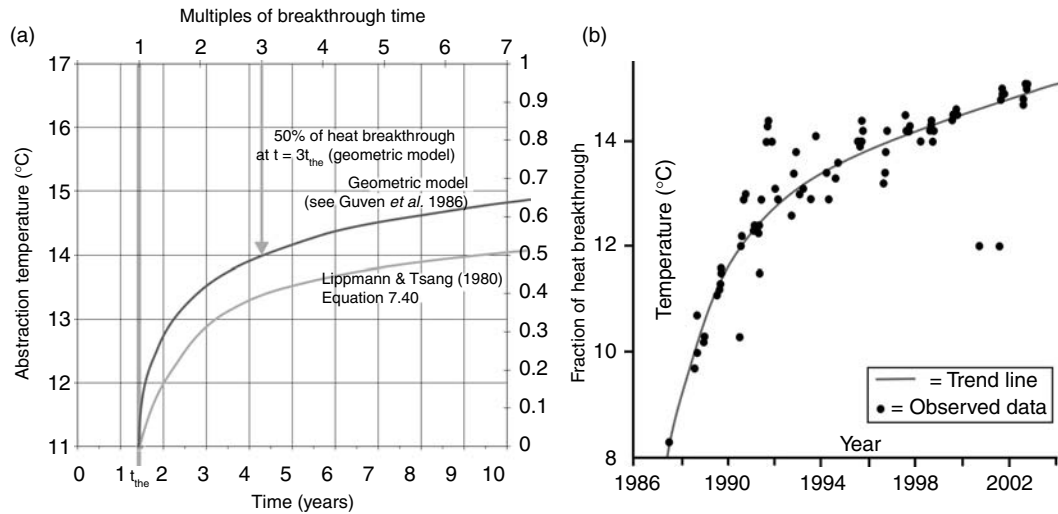 (a)
Multiples of breakthrough time
1 2 3 4 5 6 7
17
16
15
14
13
12
11
Abstraction temperature (°C)
50% of heat breakthrough
at t = 3t_the (geometric model)
Geometric model
(see Guven et al. 1986)
Lippmann & Tsang (1980)
Equation 7.40
1
0.9
0.8
0.7
0.6
0.5
0.4
0.3
0.2
0.1
0
Fraction of heat breakthrough
0 1 2 3 4 5 6 7 8 9 10
t_the
Time (years)
(b)
14
12
10
8
Temperature (°C)
= Trend line
= Observed data
Year
1986 1990 1994 1998 2002